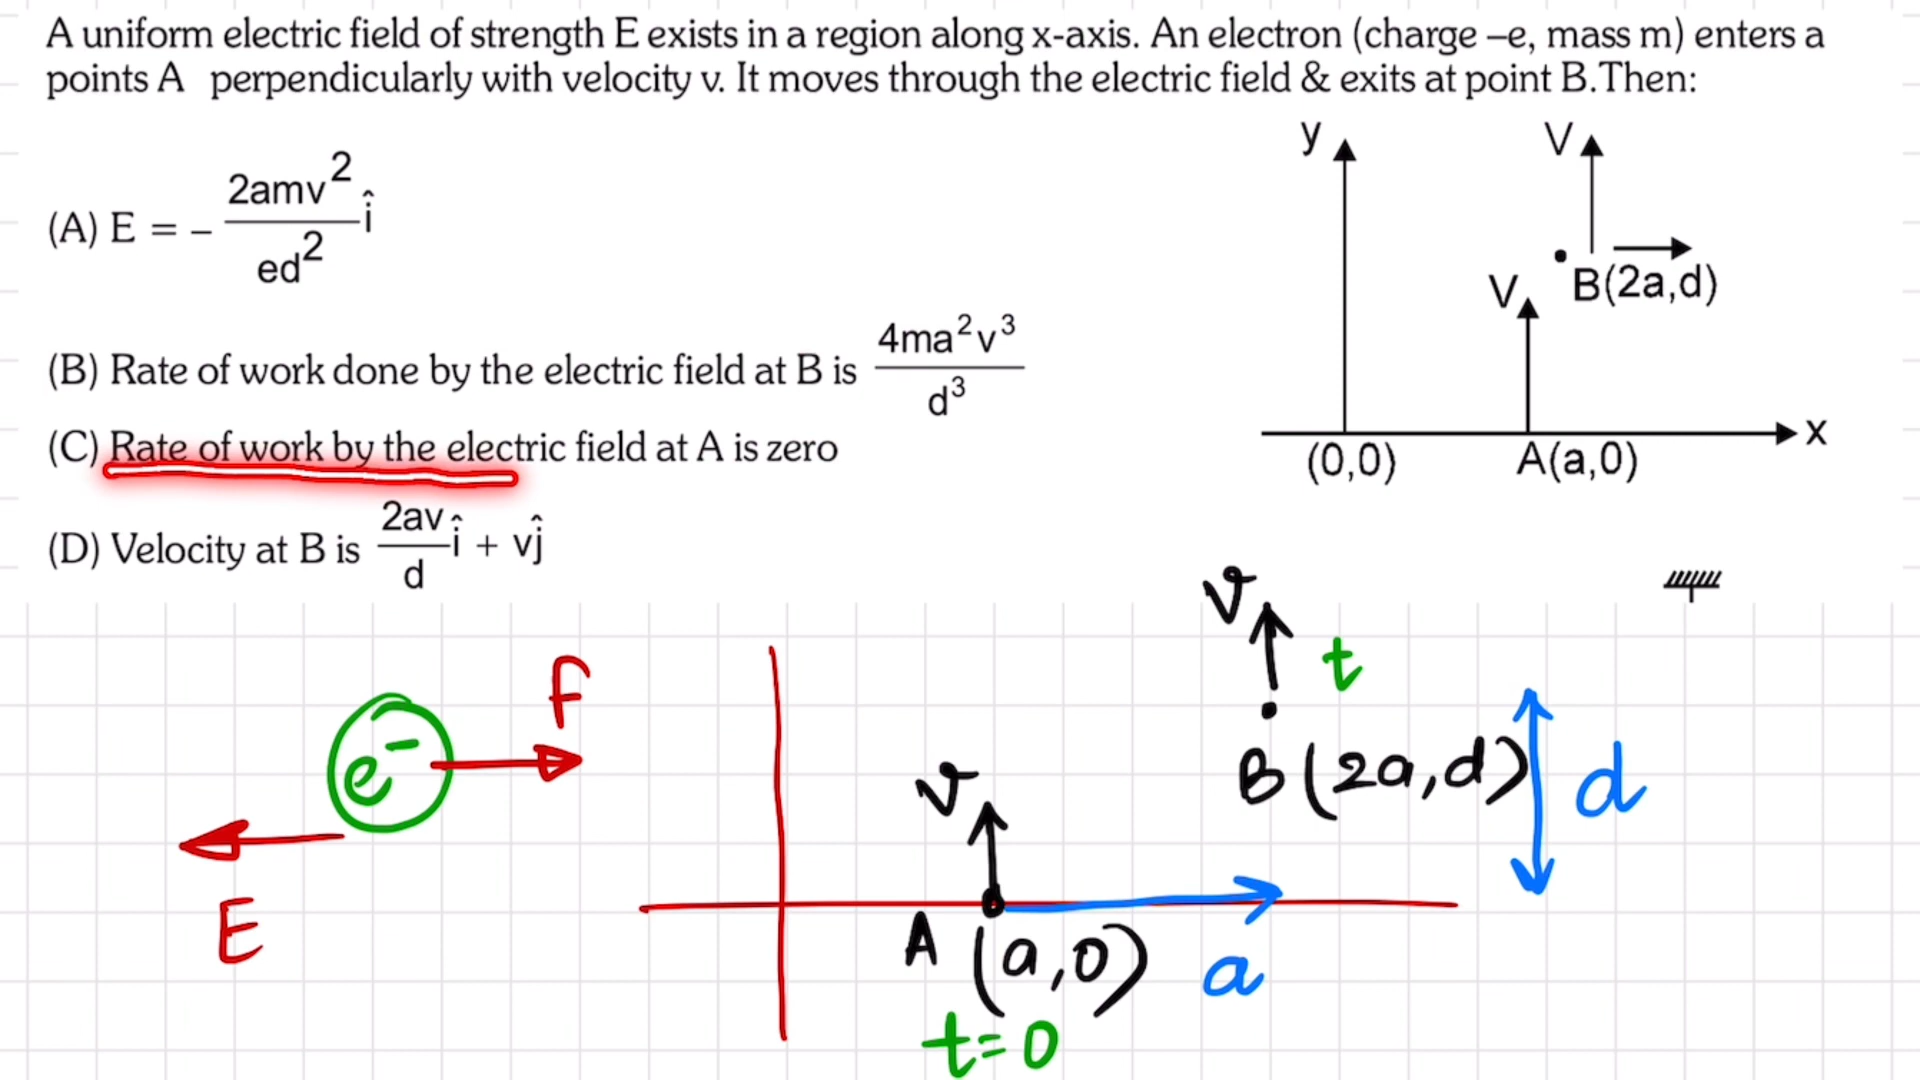 A uniform electric field of strength E exists in a region along x-axis. An electron (charge –e, mass m) enters a
points A perpendicularly with velocity v. It moves through the electric field & exits at point B.Then:
(A) E = – 2amv² / ed² î
(B) Rate of work done by the electric field at B is 4ma²v³ / d³
(C) Rate of work by the electric field at A is zero
(D) Velocity at B is 2av / d î + vĵ
y
V
B(2a,d)
V
x
(0,0)
A(a,0)
v
t
F
e⁻
v
B (2a,d)
d
E
A (a,0)
a
t=0